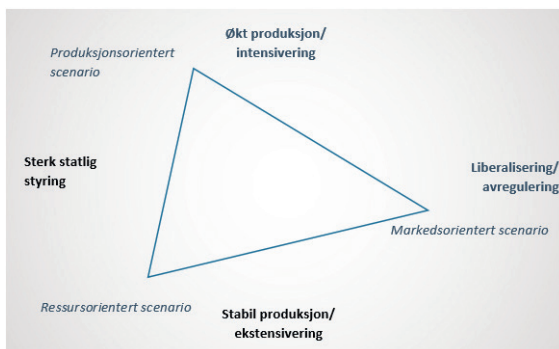 Økt produksjon/
intensivering
Produksjonsorientert
scenario
Sterk statlig
styring
Liberalisering/
avregulering
Markedsorientert scenario
Ressursorientert scenario
Stabil produksjon/
ekstensivering